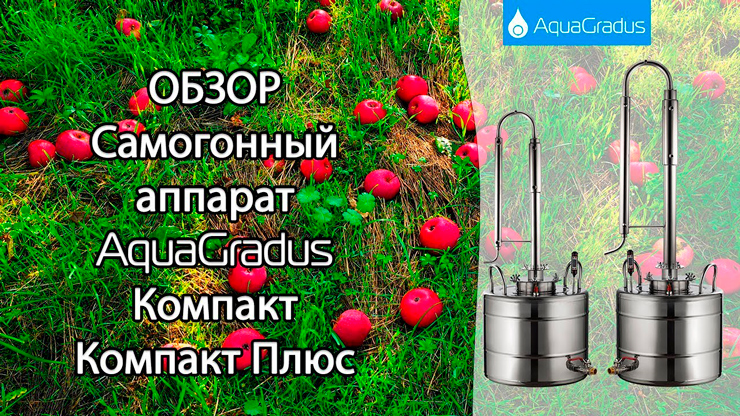 AquaGradus
ОБЗОР
Самогонный
аппарат
AquaGradus
Компакт
Компакт Плюс